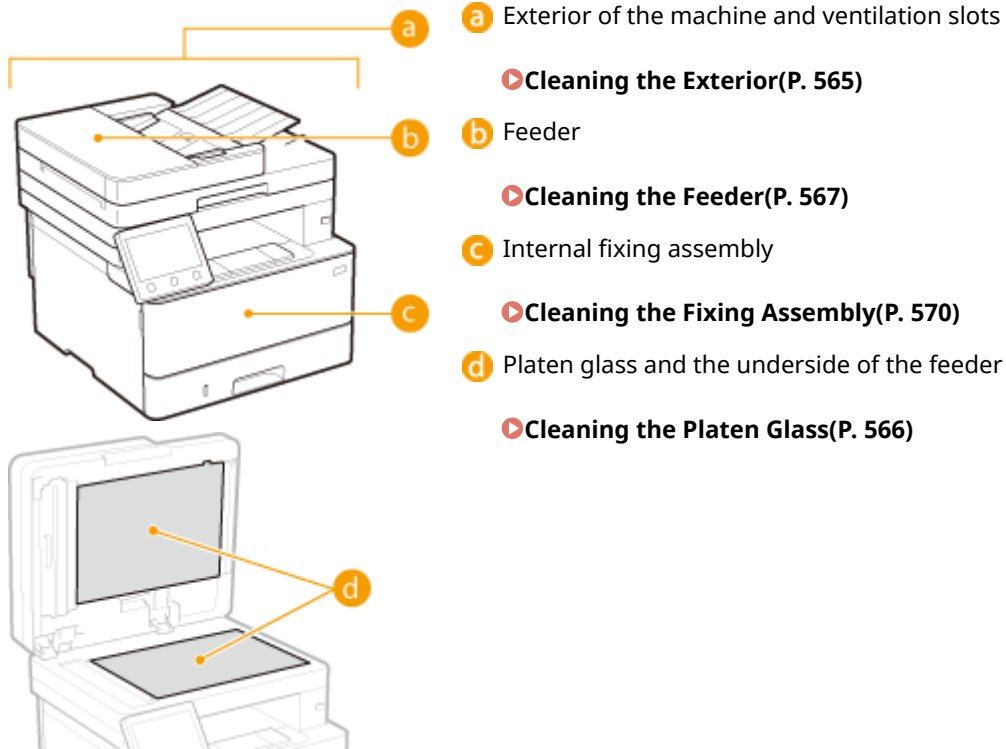 a
b
c
d
a Exterior of the machine and ventilation slots
Cleaning the Exterior(P. 565)
b Feeder
Cleaning the Feeder(P. 567)
c Internal fixing assembly
Cleaning the Fixing Assembly(P. 570)
d Platen glass and the underside of the feeder
Cleaning the Platen Glass(P. 566)